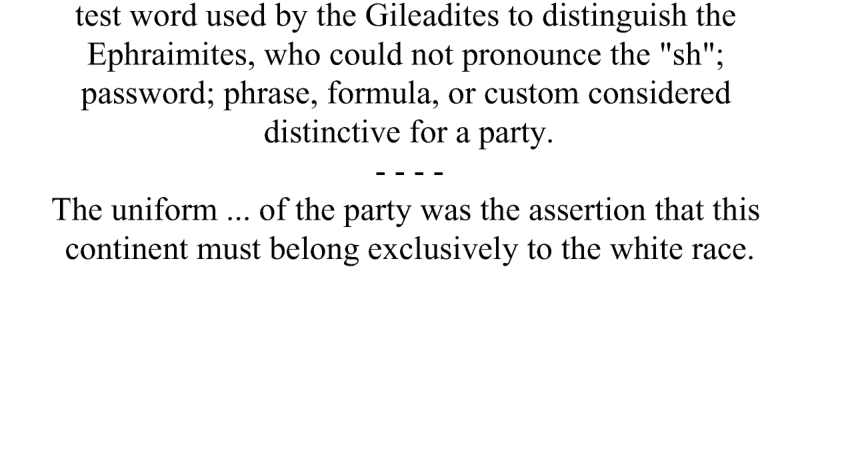 test word used by the Gileadites to distinguish the
Ephraimites, who could not pronounce the "sh";
password; phrase, formula, or custom considered
distinctive for a party.
- - - -
The uniform ... of the party was the assertion that this
continent must belong exclusively to the white race.